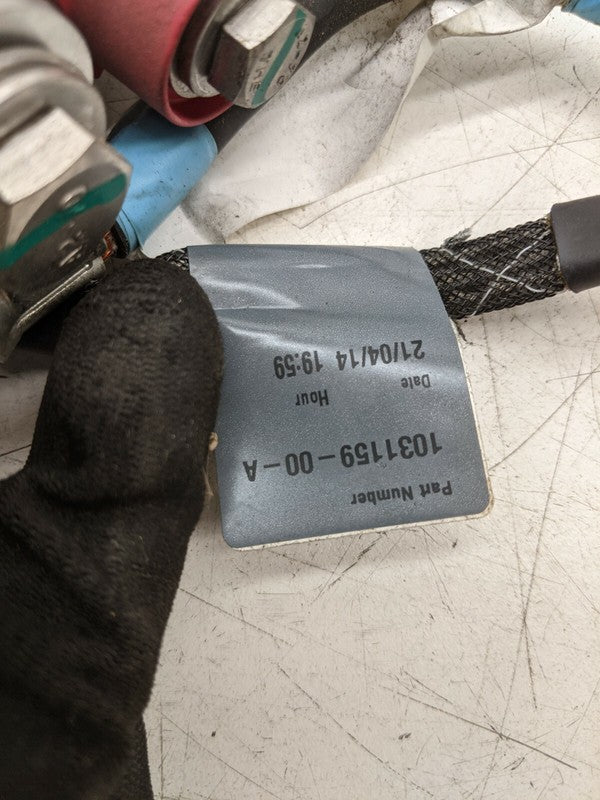 Part Number
1031159-00-A
Date Hour
21/04/14 19:59